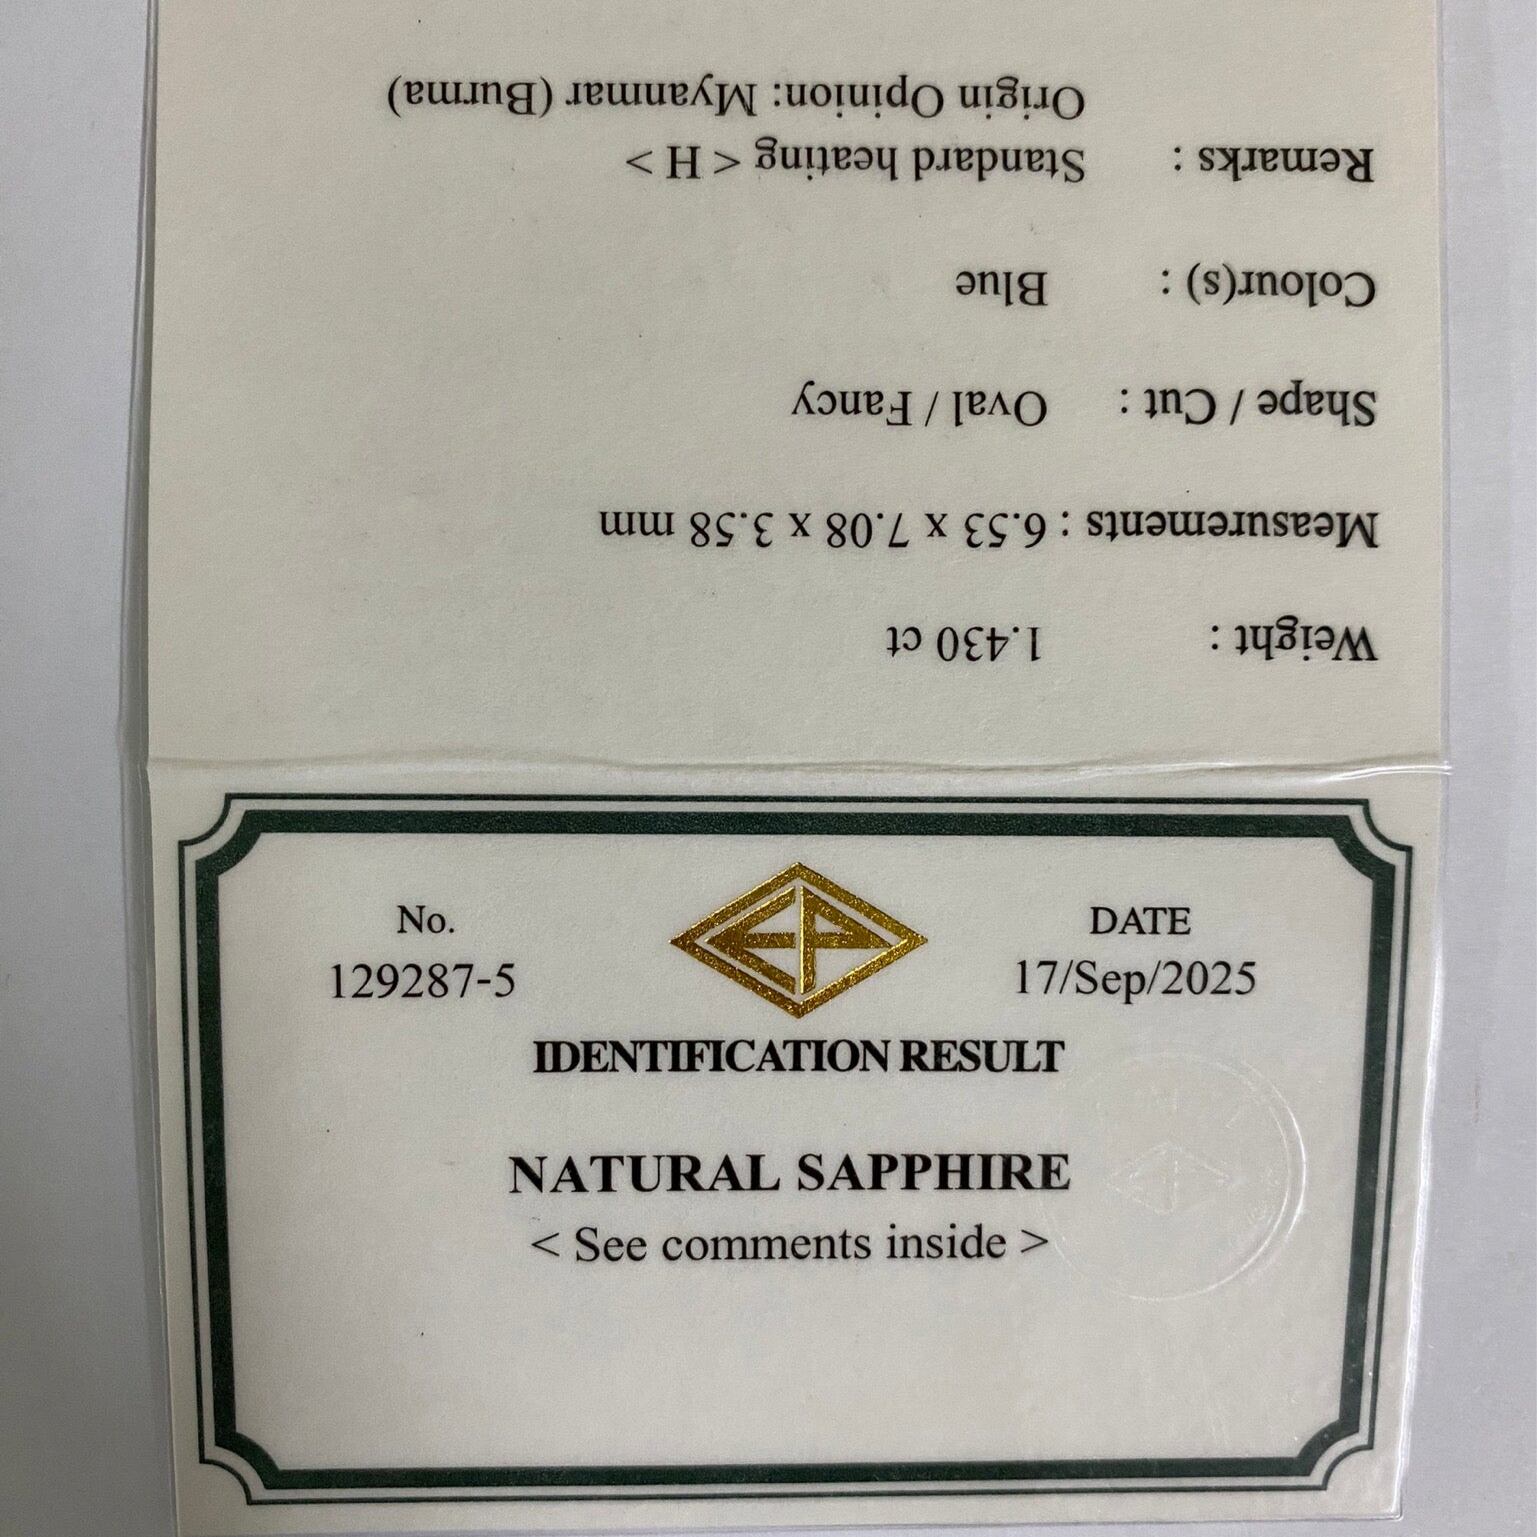 Weight : 1.430 ct
Measurements : 6.53 x 7.08 x 3.58 mm
Shape / Cut : Oval / Fancy
Colour(s) : Blue
Remarks : Standard heating < H >
Origin Opinion: Myanmar (Burma)
EP
No. DATE
129287-5 17/Sep/2025
IDENTIFICATION RESULT
NATURAL SAPPHIRE
< See comments inside >